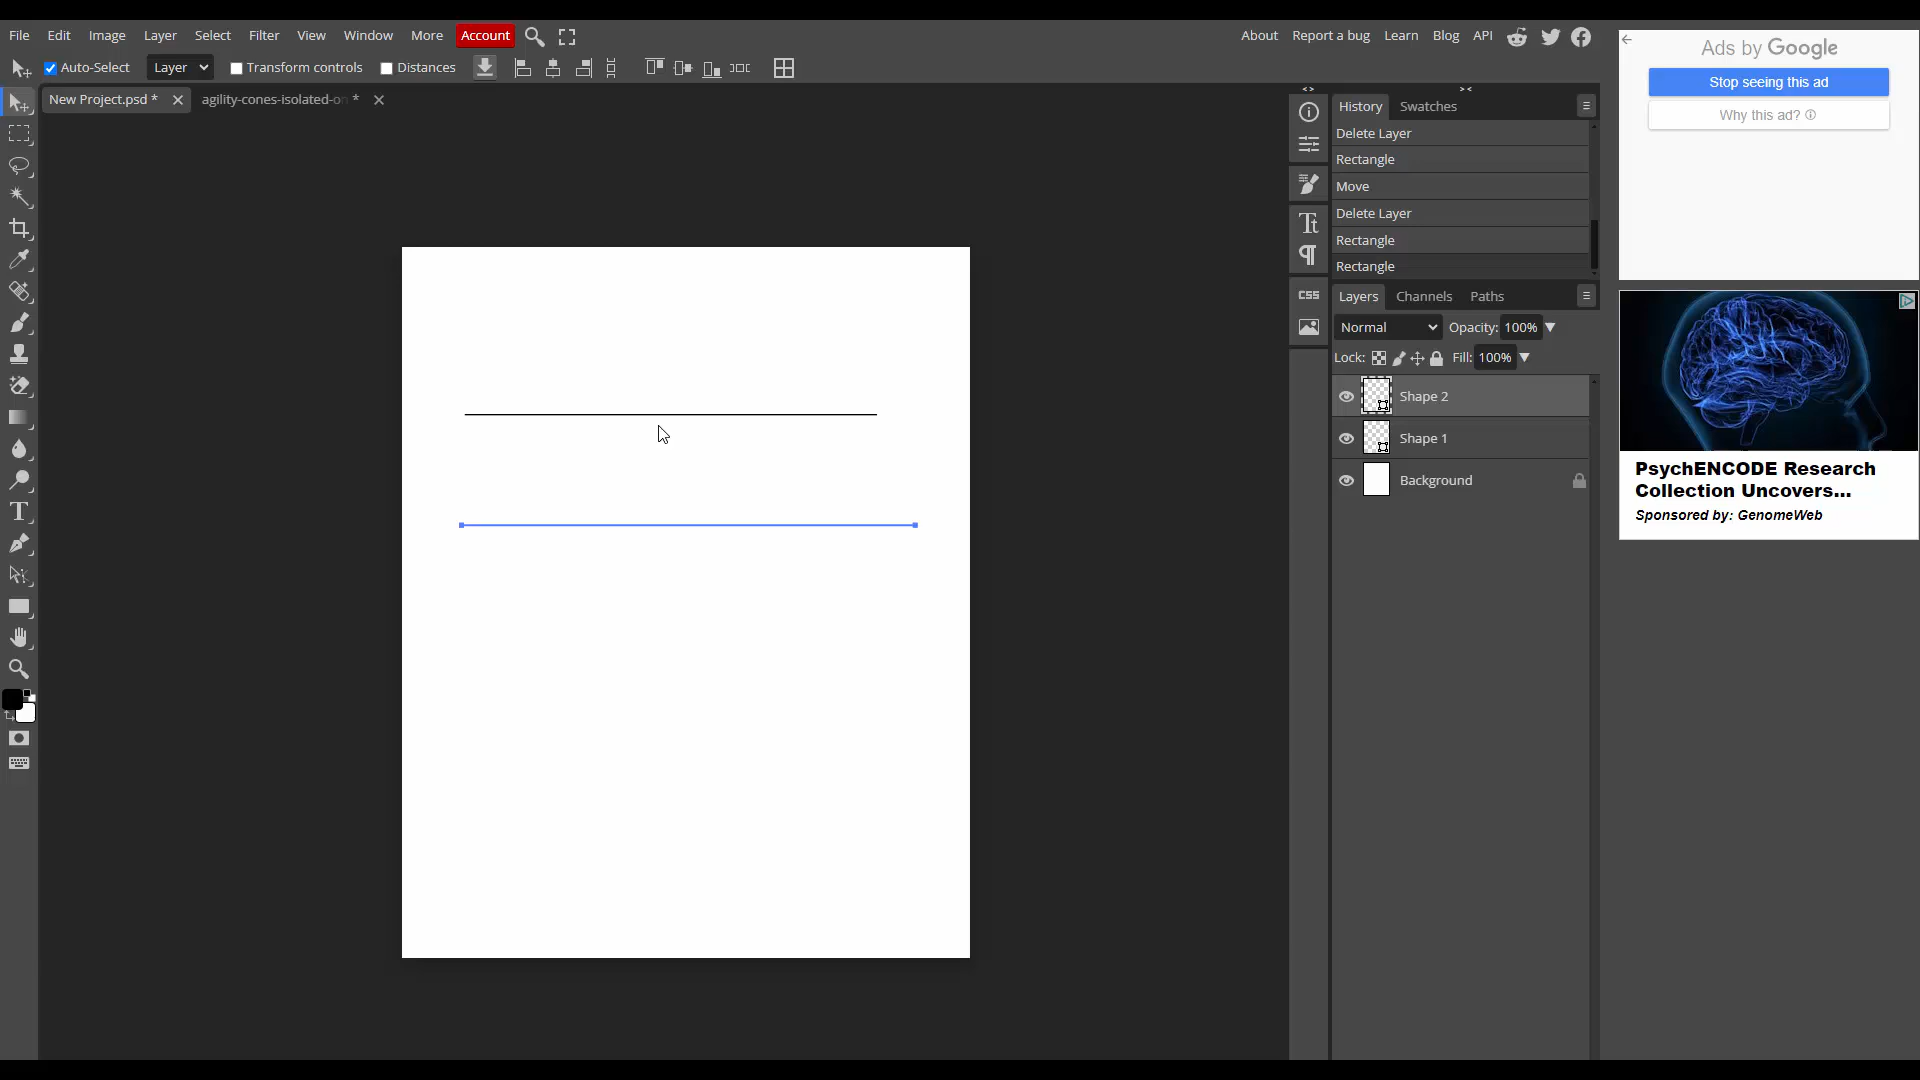 File Edit Image Layer Select Filter View Window More Account About Report a bug Learn Blog API
Auto-Select Layer Transform controls Distances
New Project.psd * agility-cones-isolated-on *
History Swatches
Delete Layer
Rectangle
Move
Delete Layer
Rectangle
Rectangle
Tt
CSS
Layers Channels Paths
Normal Opacity: 100%
Lock: Fill: 100%
Shape 2
Shape 1
Background
T
Ads by Google
Stop seeing this ad
Why this ad?
PsychENCODE Research
Collection Uncovers...
Sponsored by: GenomeWeb